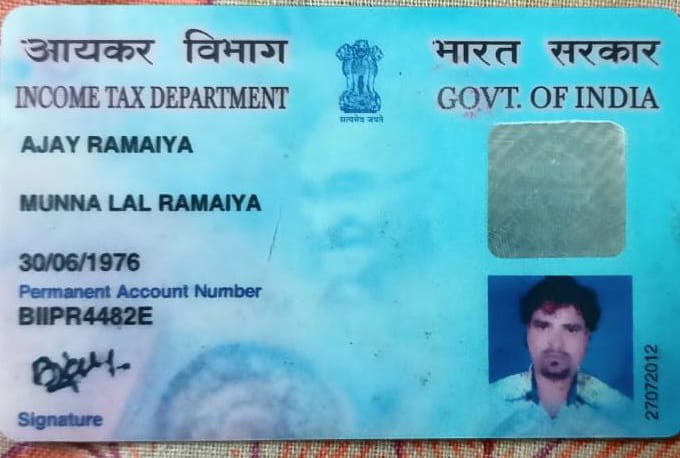 आयकर विभाग
भारत सरकार
INCOME TAX DEPARTMENT
GOVT. OF INDIA
सत्यमेव जयते
AJAY RAMAIYA
MUNNA LAL RAMAIYA
30/06/1976
Permanent Account Number
BIIPR4482E
Signature
27072012